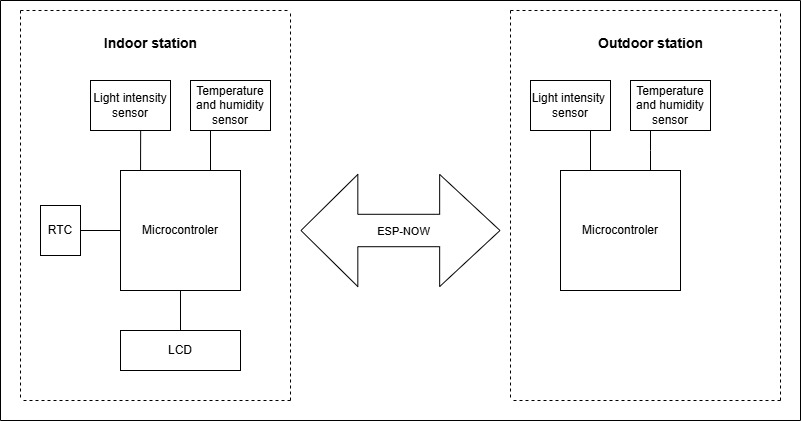 Indoor station
Outdoor station
Light intensity
sensor
Temperature
and humidity
sensor
Light intensity
sensor
Temperature
and humidity
sensor
RTC
Microcontroler
ESP-NOW
Microcontroler
LCD